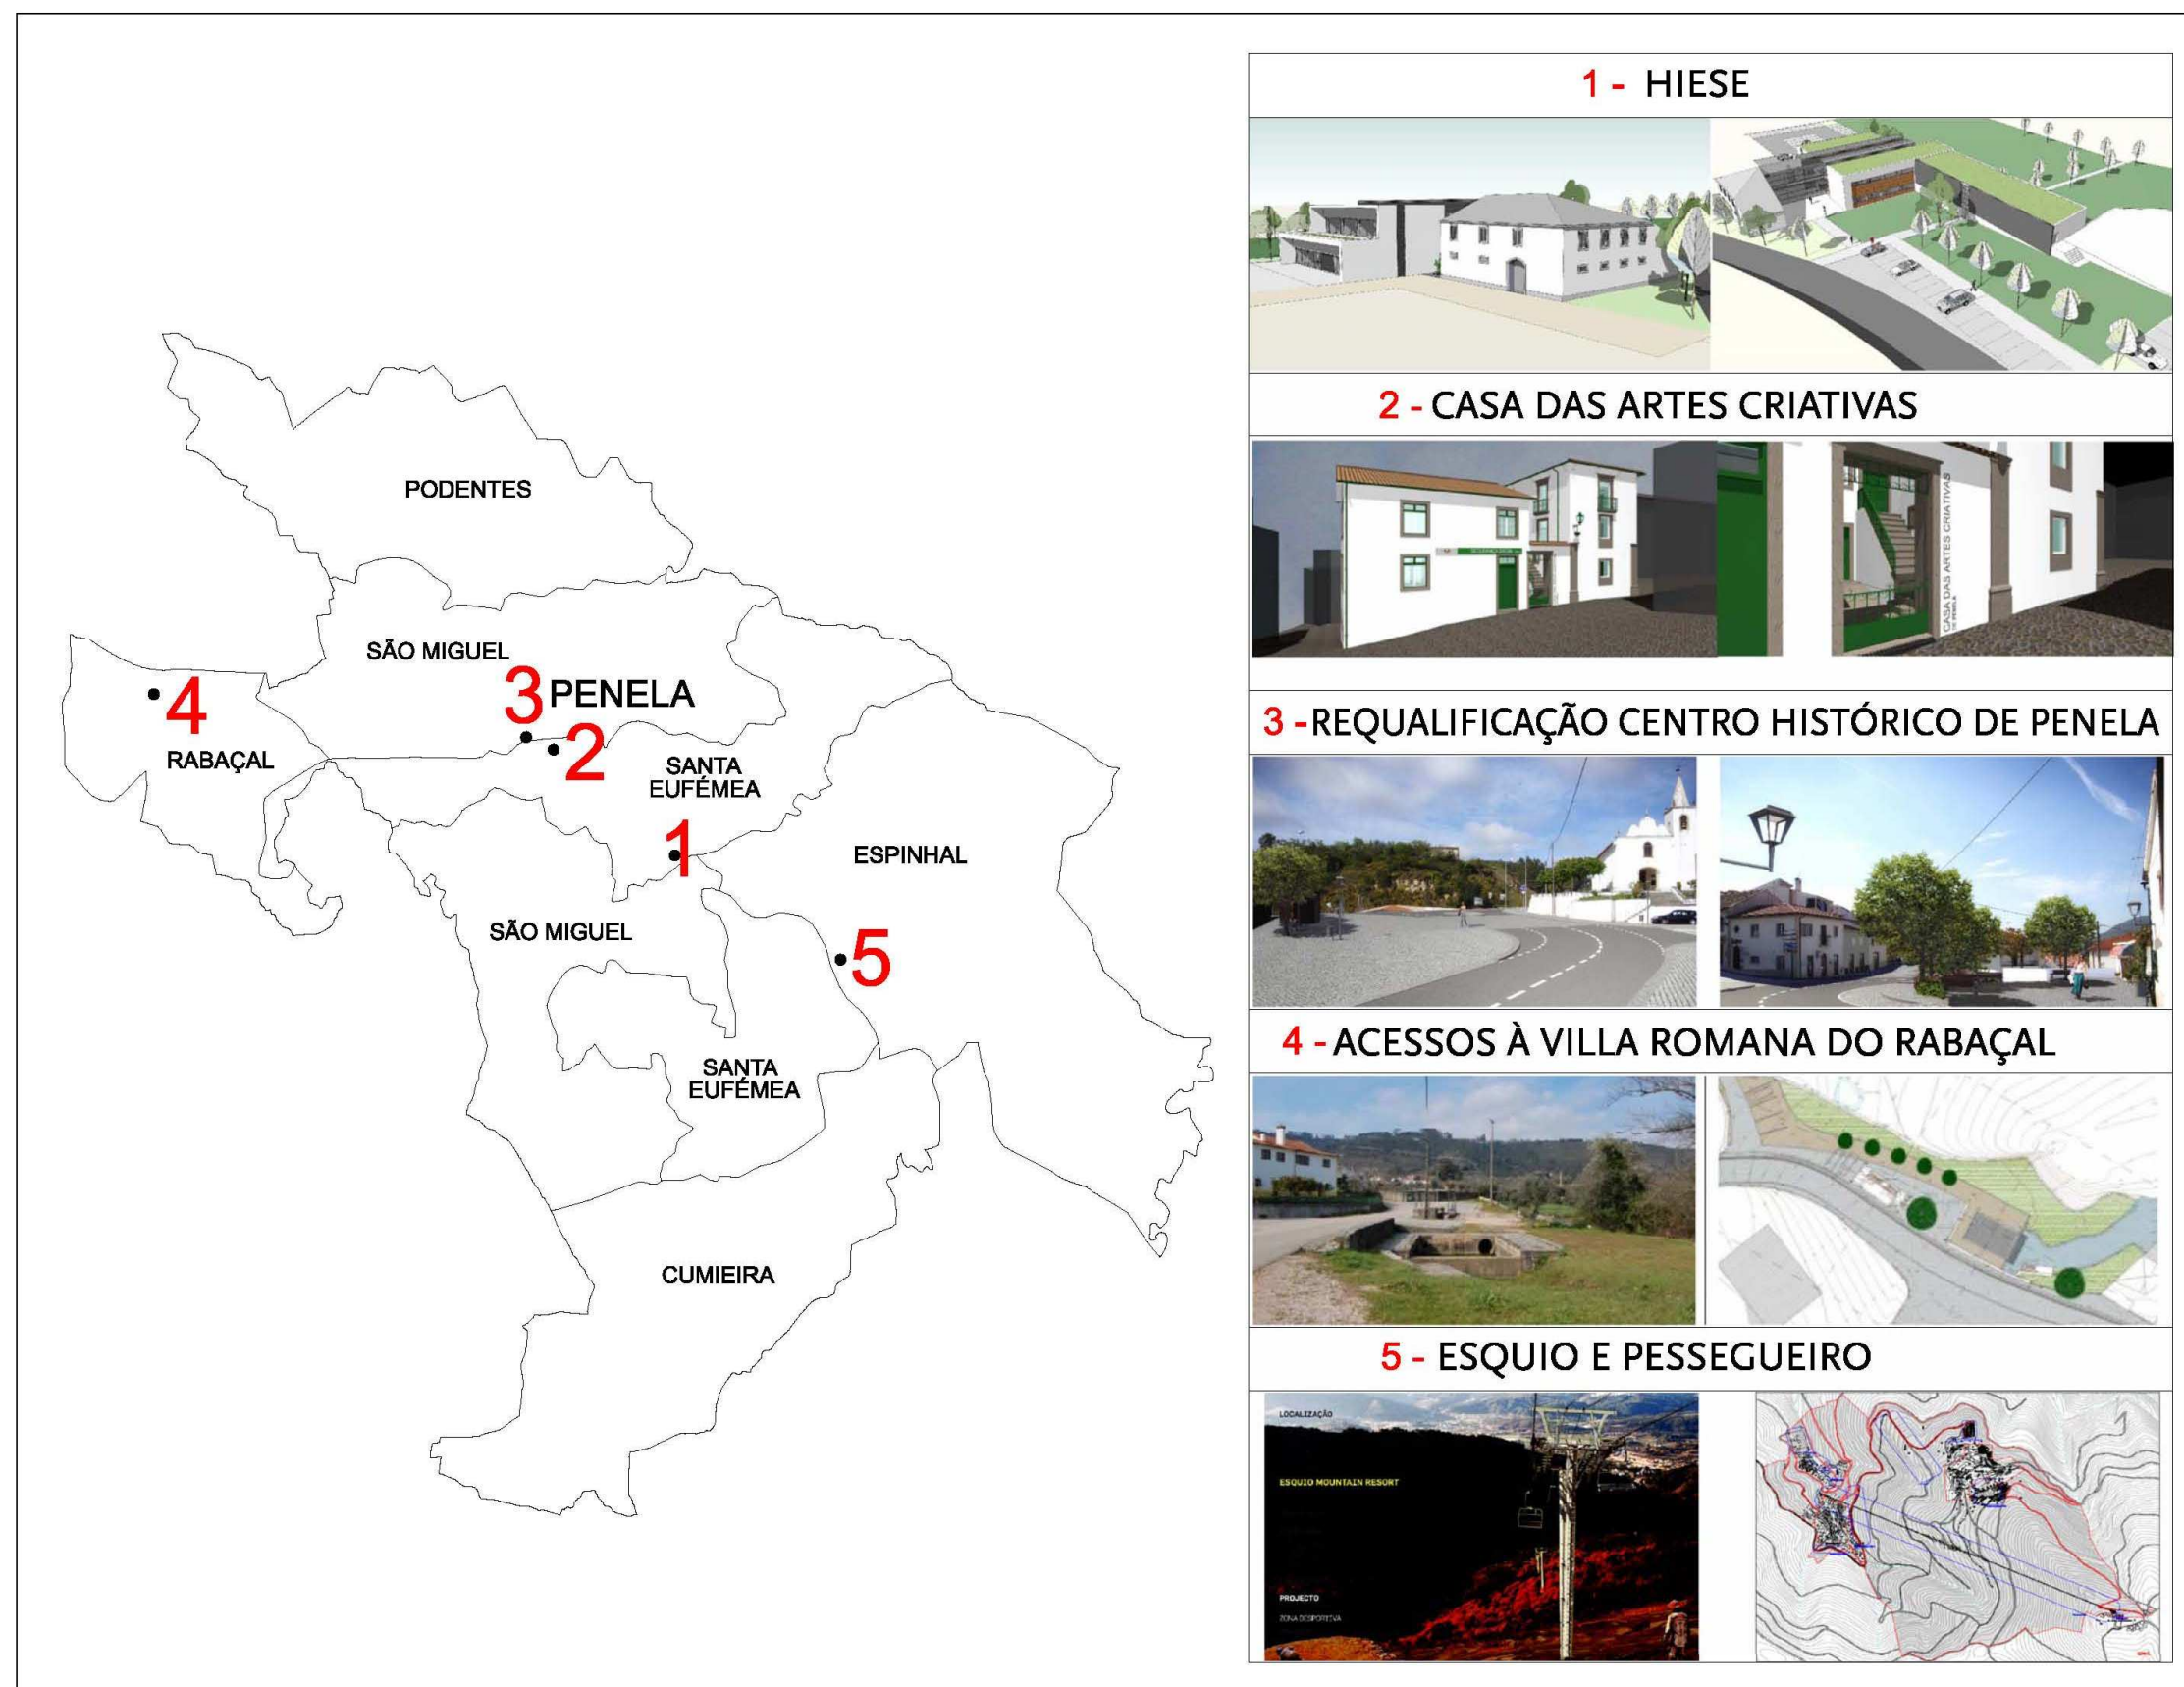 PODENTES
SÃO MIGUEL
3 PENELA
4
RABAÇAL
2
SANTA
EUFÉMEA
1
ESPINHAL
SÃO MIGUEL
5
SANTA
EUFÉMEA
CUMIEIRA
1 - HIESE
2 - CASA DAS ARTES CRIATIVAS
CASA DAS ARTES CRIATIVAS
DE PENELA
3 -REQUALIFICAÇÃO CENTRO HISTÓRICO DE PENELA
4 - ACESSOS À VILLA ROMANA DO RABAÇAL
5 - ESQUIO E PESSEGUEIRO
LOCALIZAÇÃO
ESQUIO MOUNTAIN RESORT
PROJECTO
ZONA DESPORTIVA